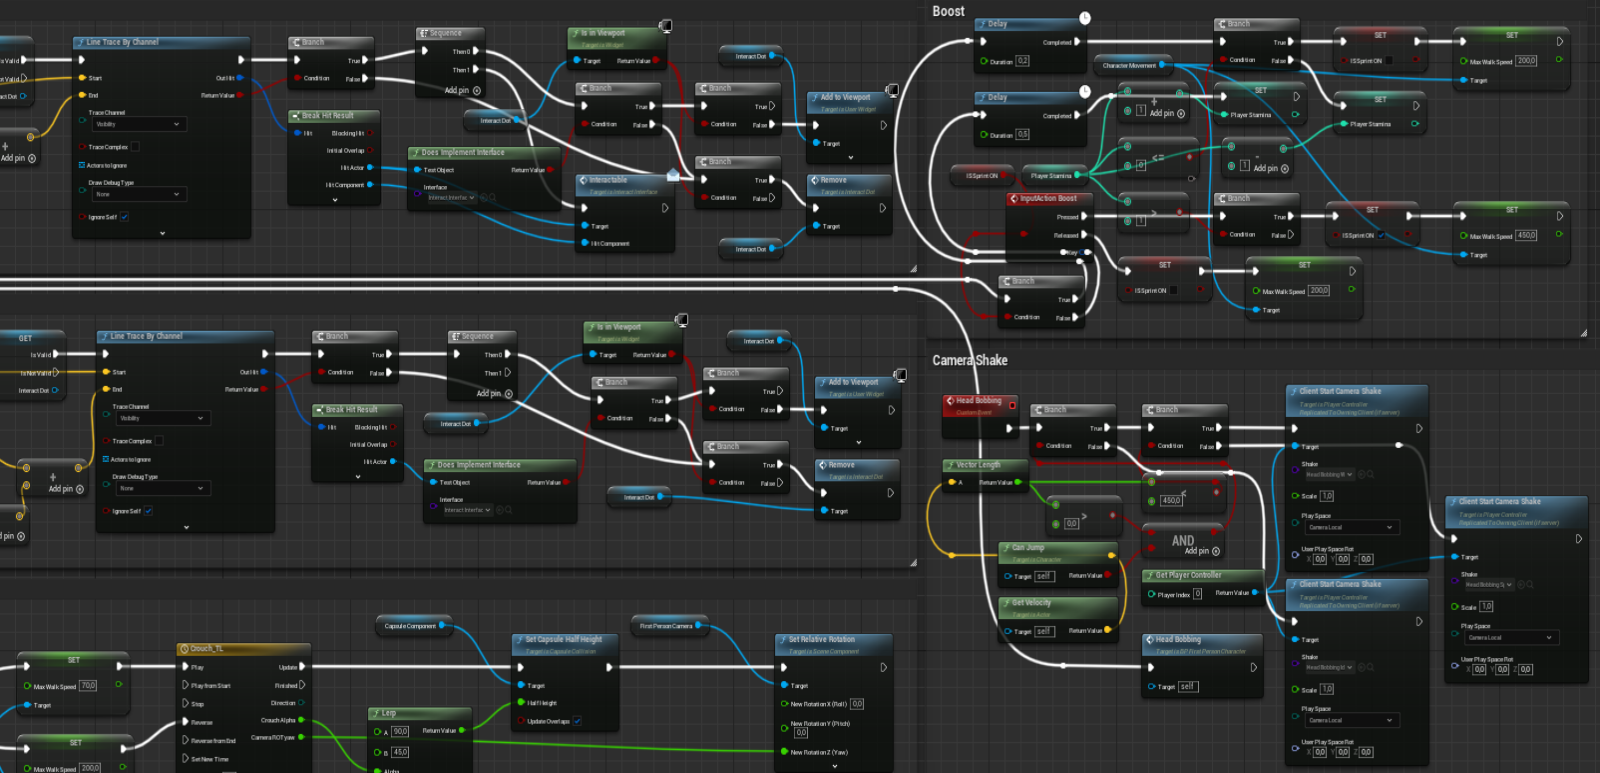 Boost
Delay
Completed
Duration 0,2
Character Movement
Branch
True
Condition
False
SET
ISSprint ON
SET
Max Walk Speed 200,0
Target
Delay
Completed
Duration 0,5
Add pin
SET
Player Stamina
SET
Player Stamina
ISSprint ON
Player Stamina
Add pin
InputAction Boost
Pressed
Released
Key
Branch
True
Condition
False
SET
ISSprint ON
SET
Max Walk Speed 450,0
Target
Branch
True
Condition
False
SET
ISSprint ON
SET
Max Walk Speed 200,0
Target
Line Trace By Channel
Start
Out Hit
End
Return Value
Trace Channel
Visibility
Trace Complex
Actors to Ignore
Draw Debug Type
None
Ignore Self
Add pin
Branch
True
Condition
False
Break Hit Result
Hit
Blocking Hit
Initial Overlap
Hit Actor
Hit Component
Sequence
Then 0
Then 1
Add pin
Interact Dot
Does Implement Interface
Test Object
Return Value
Interface
Interact Interfac
Is in Viewport
Target is Widget
Target
Return Value
Branch
True
Condition
False
Interactable
Target is Interact Interface
Target
Hit Component
Interact Dot
Branch
True
Condition
False
Branch
True
Condition
False
Interact Dot
Add to Viewport
Target is User Widget
Target
Remove
Target is Interact Dot
Target
GET
Is Valid
Is Not Valid
Interact Dot
Add pin
Line Trace By Channel
Start
Out Hit
End
Return Value
Trace Channel
Visibility
Trace Complex
Actors to Ignore
Draw Debug Type
None
Ignore Self
Branch
True
Condition
False
Break Hit Result
Hit
Blocking Hit
Initial Overlap
Hit Actor
Sequence
Then 0
Then 1
Add pin
Interact Dot
Does Implement Interface
Test Object
Return Value
Interface
Interact Interfac
Is in Viewport
Target is Widget
Target
Return Value
Branch
True
Condition
False
Interact Dot
Interact Dot
Branch
True
Condition
False
Branch
True
Condition
False
Add to Viewport
Target is User Widget
Target
Remove
Target is Interact Dot
Target
Camera Shake
Head Bobbing
Custom Event
Branch
True
Condition
False
Branch
True
Condition
False
Vector Length
A
Return Value
0,0 >
450,0
AND
Add pin
Can Jump
Target is Character
Target self
Return Value
Get Velocity
Target is Actor
Target self
Return Value
Get Player Controller
Player Index 0
Return Value
Head Bobbing
Target is BP First Person Character
Target self
Client Start Camera Shake
Target is Player Controller
Replicated To Owning Client (if server)
Target
Shake
Scale 1,0
Play Space
Camera Local
User Play Space Rot
X 0,0 Y 0,0 Z 0,0
Client Start Camera Shake
Target is Player Controller
Replicated To Owning Client (if server)
Target
Shake
Scale 1,0
Play Space
Camera Local
User Play Space Rot
X 0,0 Y 0,0 Z 0,0
Client Start Camera Shake
Target is Player Controller
Replicated To Owning Client (if server)
Target
Shake
Scale 1,0
Play Space
Camera Local
User Play Space Rot
X 0,0 Y 0,0 Z 0,0
SET
Max Walk Speed 70,0
Target
SET
Max Walk Speed 200,0
Crouch_TL
Play
Update
Play from Start
Finished
Stop
Direction
Reverse
Crouch Alpha
Reverse from End
Camera ROT yaw
Set New Time
Capsule Component
Lerp
A 90,0
Return Value
B 45,0
Alpha
Set Capsule Half Height
Target is Capsule Collision
Target
Half Height
Update Overlaps
First Person Camera
Set Relative Rotation
Target is Scene Component
Target
New Rotation X (Roll) 0,0
New Rotation Y (Pitch)
0,0
New Rotation Z (Yaw)